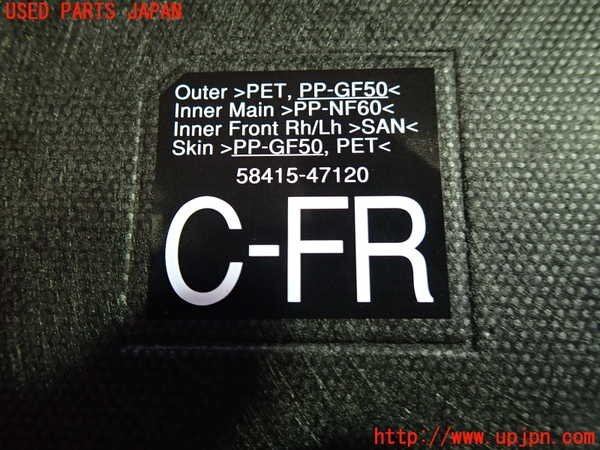 USED PARTS JAPAN
Outer >PET, PP-GF50<
Inner Main >PP-NF60<
Inner Front Rh/Lh >SAN<
Skin >PP-GF50, PET<
58415-47120
C-FR
http://www.upjpn.com/